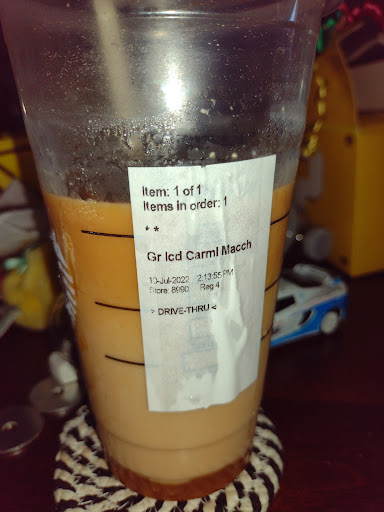 Item: 1 of 1
Items in order: 1
* *
Gr Icd Carml Macch
10-Jul-2022 2:13:55 PM
Store: 8990 Reg 4
> DRIVE-THRU <